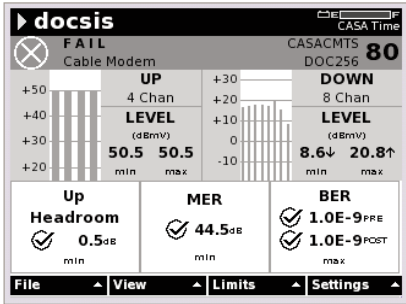 docsis
E F
CASA Time
FAIL
Cable Modem
CASACMTS
DOC256
80
UP
4 Chan
LEVEL
(dBmV)
50.5 50.5
min max
+50
+40
+30
+20
DOWN
8 Chan
LEVEL
(dBmV)
8.6↓ 20.8↑
min max
+30
+20
+10
0
-10
Up
Headroom
0.5dB
min
MER
44.5dB
min
BER
1.0E-9PRE
1.0E-9POST
max
File View Limits Settings